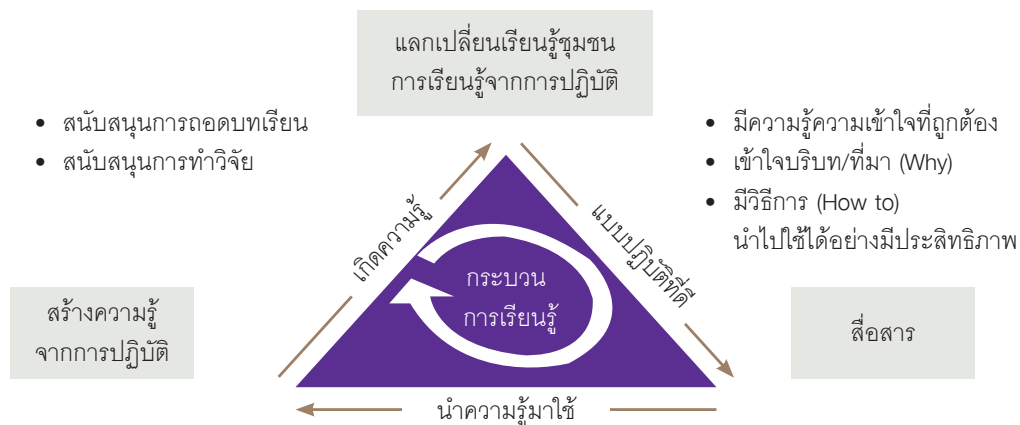 แลกเปลี่ยนเรียนรู้ชุมชน
การเรียนรู้จากการปฏิบัติ
• สนับสนุนการถอดบทเรียน
• สนับสนุนการทำวิจัย
• มีความรู้ความเข้าใจที่ถูกต้อง
• เข้าใจบริบท/ที่มา (Why)
• มีวิธีการ (How to)
นำไปใช้ได้อย่างมีประสิทธิภาพ
เกิดความรู้
แบบปฏิบัติที่ดี
กระบวน
การเรียนรู้
สร้างความรู้
จากการปฏิบัติ
สื่อสาร
นำความรู้มาใช้